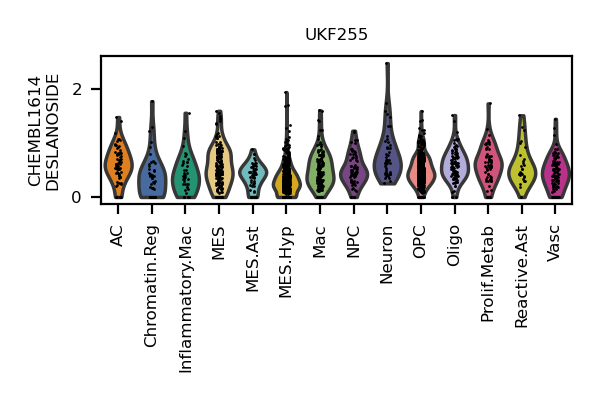 UKF255
CHEMBL1614
DESLANOSIDE
2
0
AC
Chromatin.Reg
Inflammatory.Mac
MES
MES.Ast
MES.Hyp
Mac
NPC
Neuron
OPC
Oligo
Prolif.Metab
Reactive.Ast
Vasc